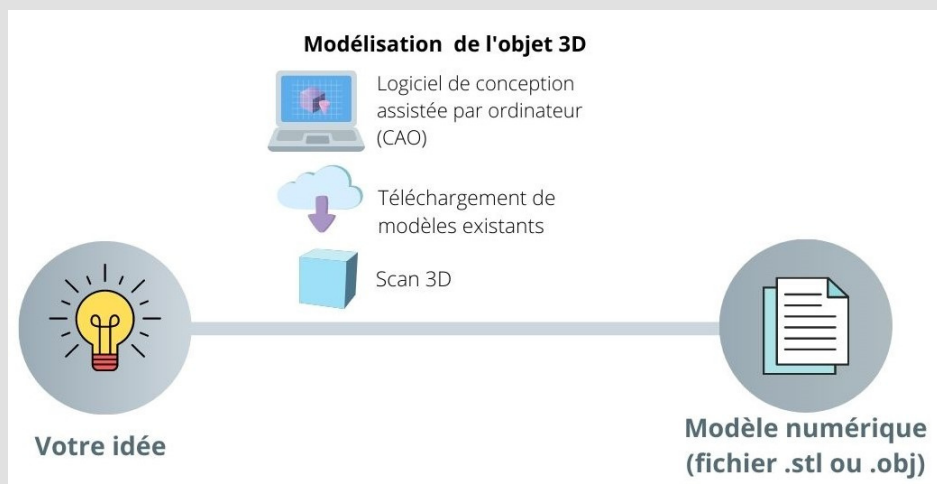 Modélisation de l'objet 3D
Logiciel de conception
assistée par ordinateur
(CAO)
Téléchargement de
modèles existants
Scan 3D
Votre idée
Modèle numérique
(fichier .stl ou .obj)